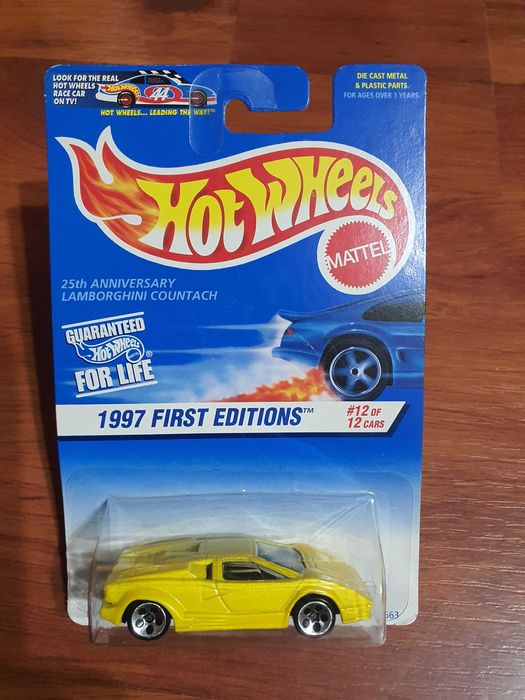 LOOK FOR THE REAL
HOT WHEELS
RACE CAR
ON TV!
44
HOT WHEELS... LEADING THE WAY!™
DIE CAST METAL
& PLASTIC PARTS.
FOR AGES OVER 3 YEARS.
HOT WHEELS
®
MATTEL
25th ANNIVERSARY
LAMBORGHINI COUNTACH
GUARANTEED
HOT WHEELS ®
FOR LIFE
1997 FIRST EDITIONS™
#12 OF
12 CARS